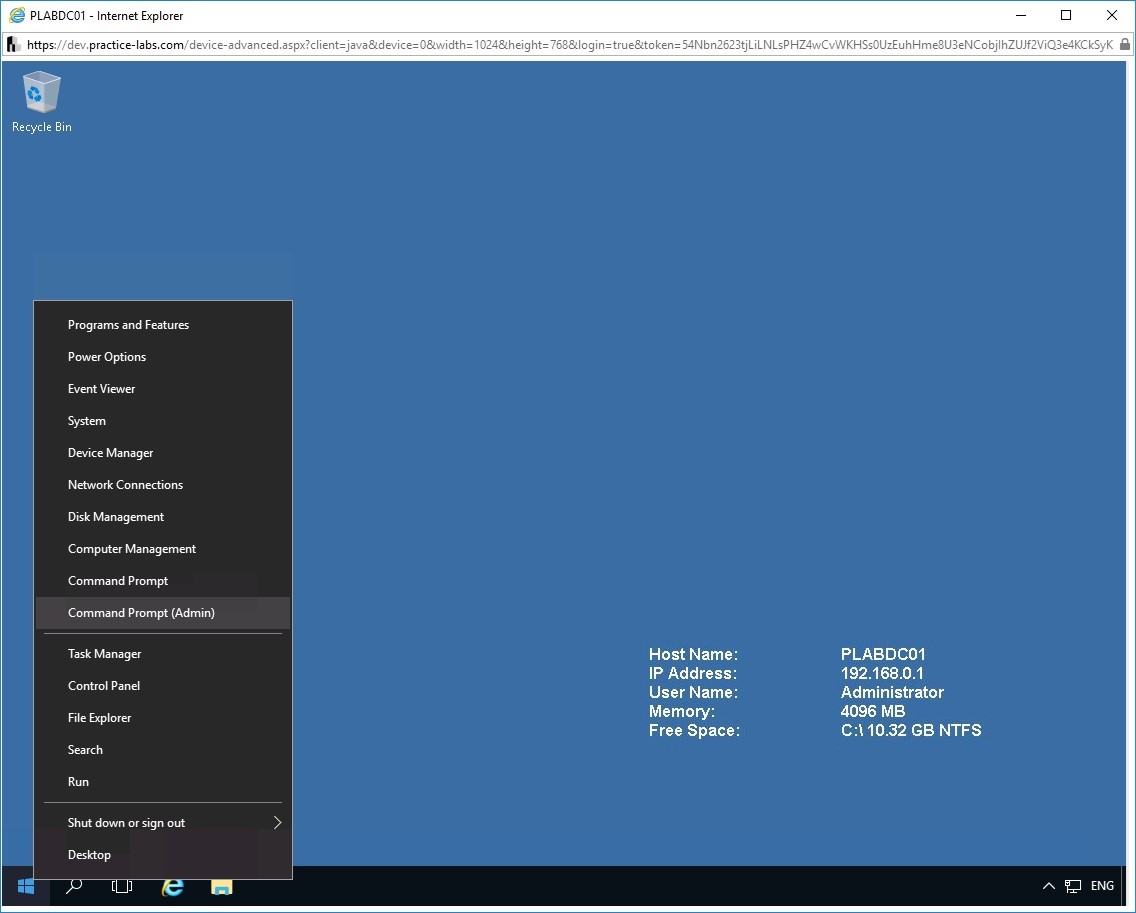 PLABDC01 - Internet Explorer
https://dev.practice-labs.com/device-advanced.aspx?client=java&device=0&width=1024&height=768&login=true&token=54Nbn2623tjLiLNLsPHZ4wCvWKHSs0UzEuhHme8U3eNCobjIhZUJf2ViQ3e4KCkSyK
Recycle Bin
Programs and Features
Power Options
Event Viewer
System
Device Manager
Network Connections
Disk Management
Computer Management
Command Prompt
Command Prompt (Admin)
Task Manager
Control Panel
File Explorer
Search
Run
Shut down or sign out
Desktop
Host Name: PLABDC01
IP Address: 192.168.0.1
User Name: Administrator
Memory: 4096 MB
Free Space: C:\ 10.32 GB NTFS
ENG